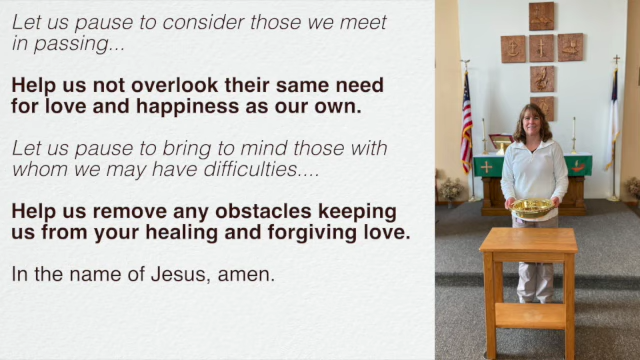 Let us pause to consider those we meet
in passing...
Help us not overlook their same need
for love and happiness as our own.
Let us pause to bring to mind those with
whom we may have difficulties....
Help us remove any obstacles keeping
us from your healing and forgiving love.
In the name of Jesus, amen.